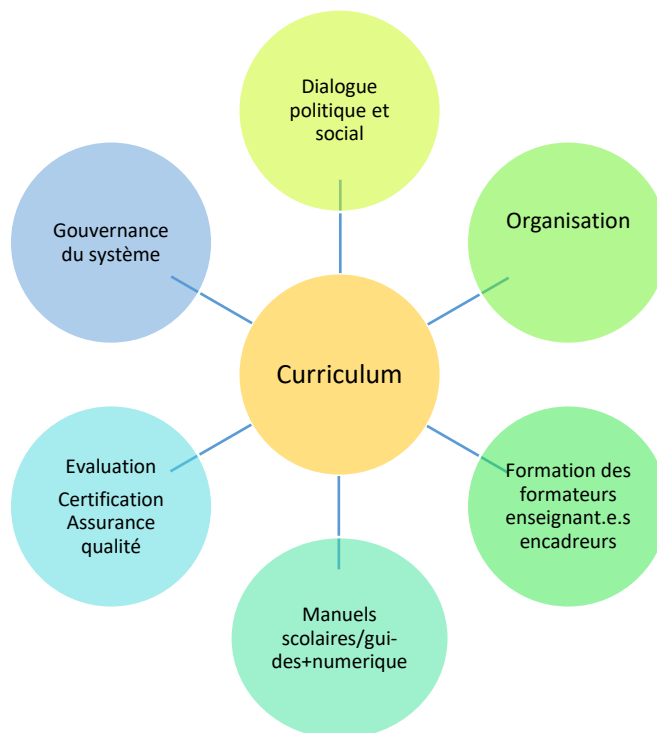 Dialogue
politique et
social
Organisation
Formation des
formateurs
enseignant.e.s
encadreurs
Manuels
scolaires/gui-
des+numerique
Evaluation
Certification
Assurance
qualité
Gouvernance
du système
Curriculum